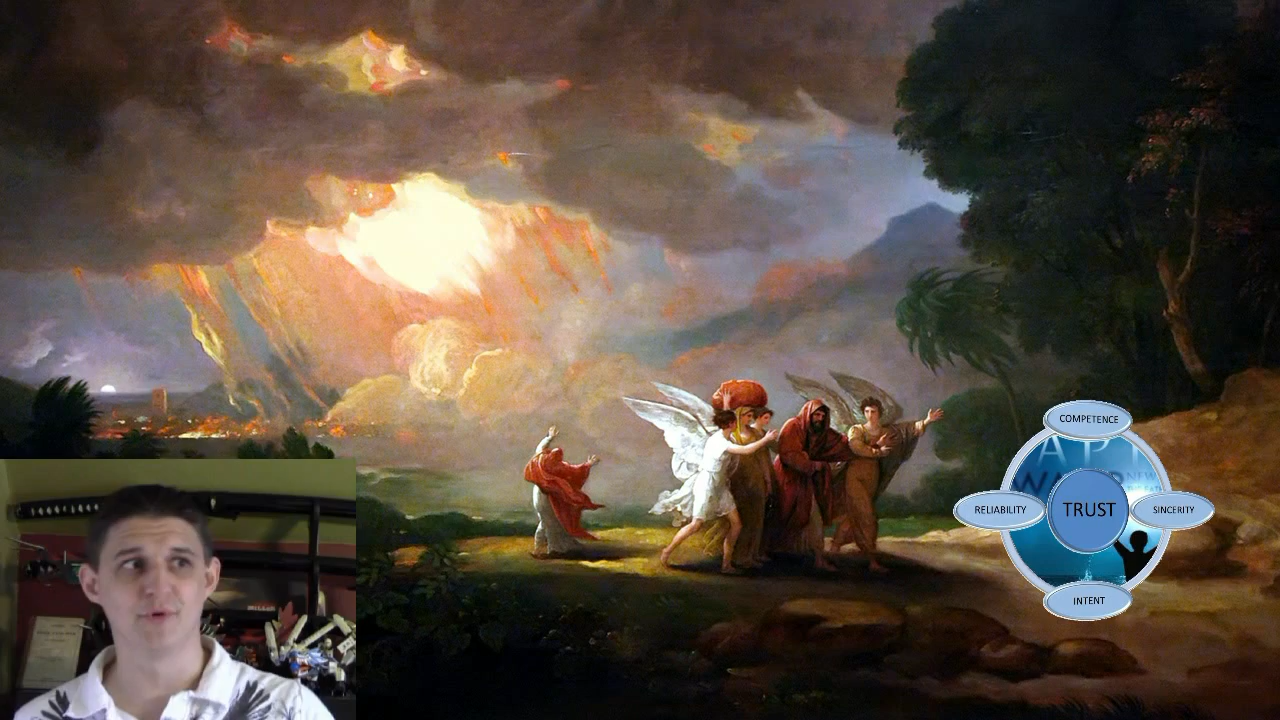 COMPETENCE
RELIABILITY
TRUST
SINCERITY
INTENT